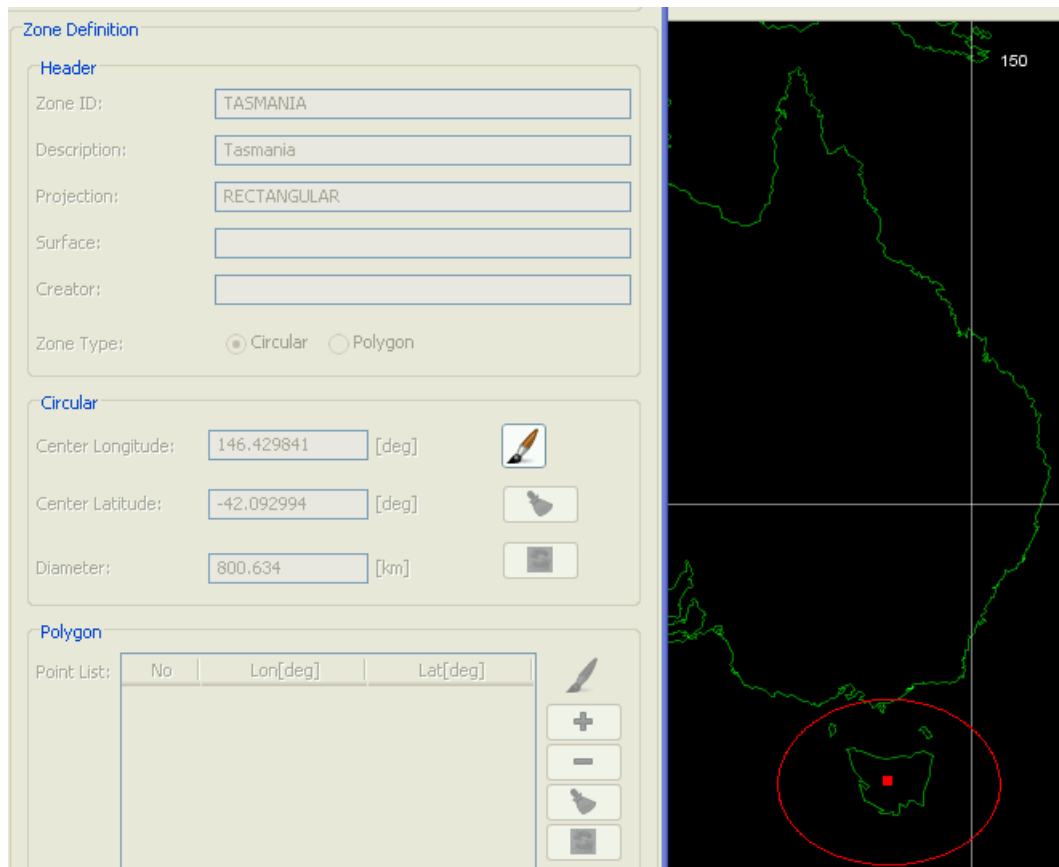 Zone Definition
Header
Zone ID: TASMANIA
Description: Tasmania
Projection: RECTANGULAR
Surface:
Creator:
Zone Type: Circular Polygon
Circular
Center Longitude: 146.429841 [deg]
Center Latitude: -42.092994 [deg]
Diameter: 800.634 [km]
Polygon
Point List: No Lon[deg] Lat[deg]
150